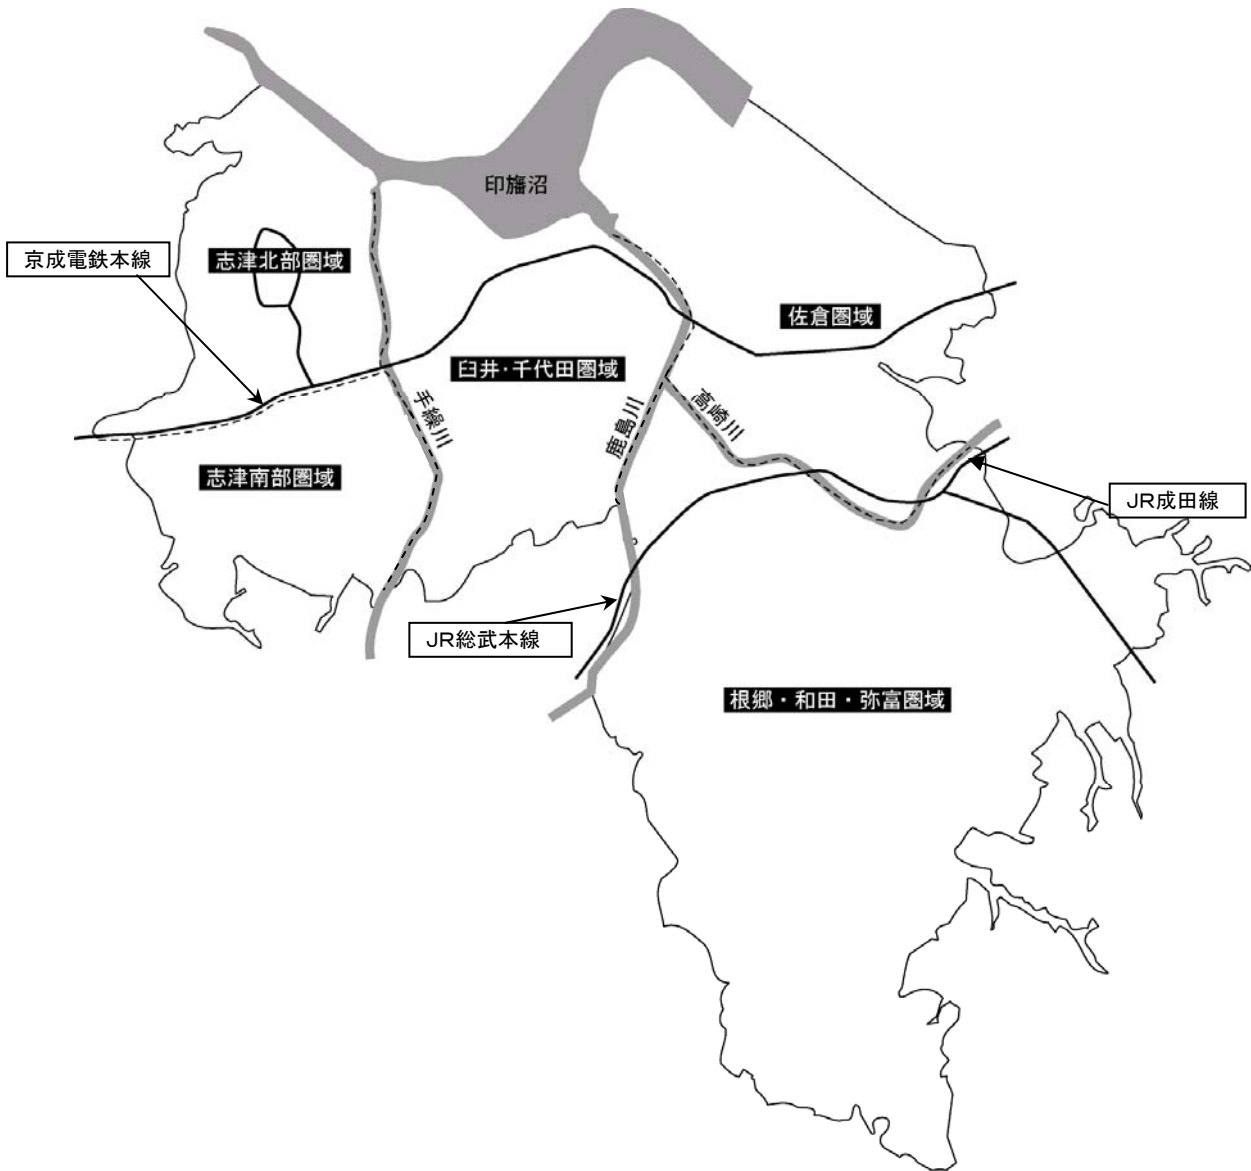 印旛沼
京成電鉄本線
志津北部圏域
佐倉圏域
臼井・千代田圏域
手繰川
鹿島川
高崎川
志津南部圏域
JR成田線
JR総武本線
根郷・和田・弥富圏域